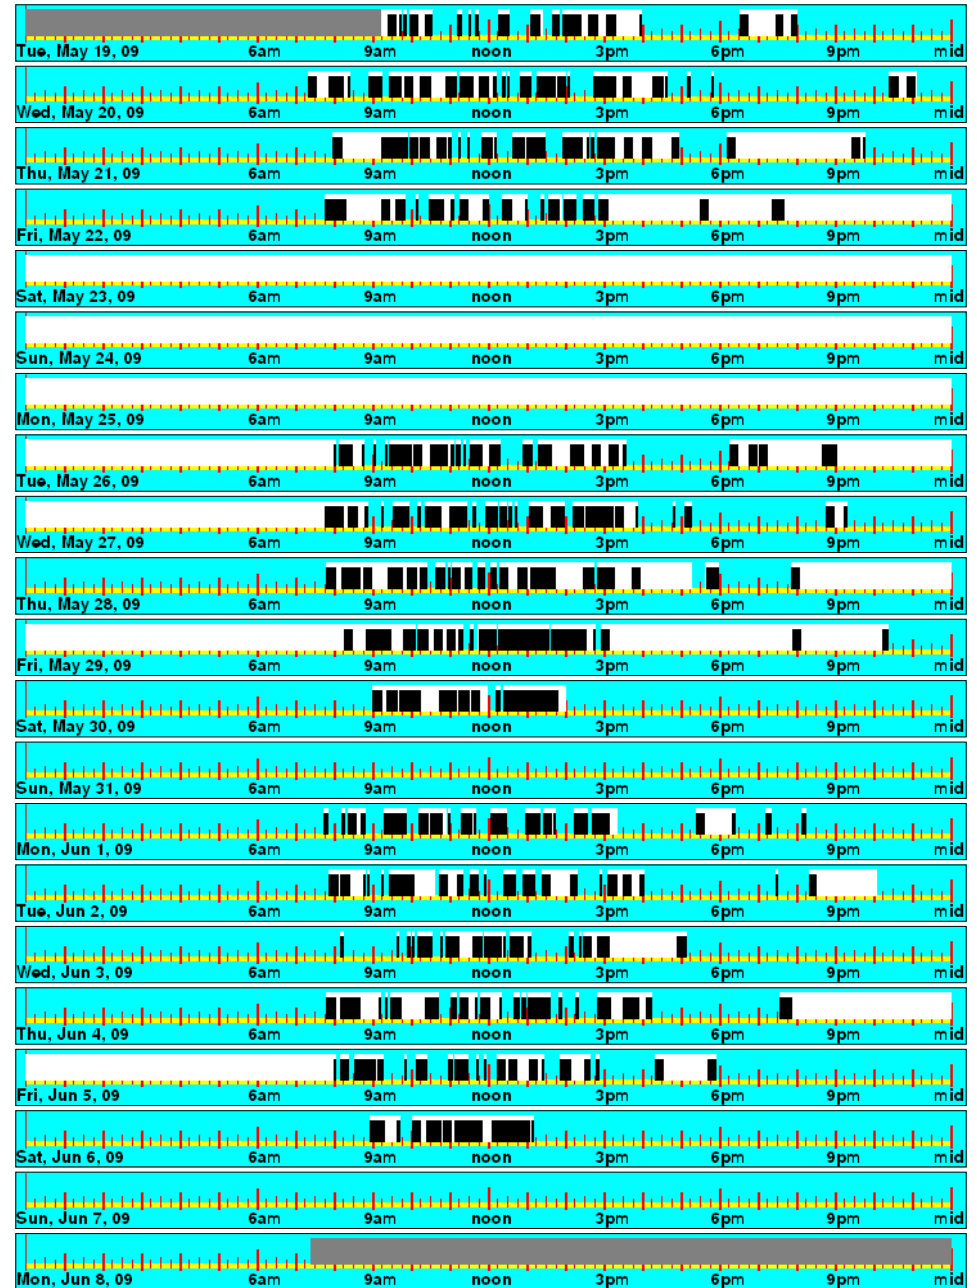 Tue, May 19, 09 6am 9am noon 3pm 6pm 9pm mid
Wed, May 20, 09 6am 9am noon 3pm 6pm 9pm mid
Thu, May 21, 09 6am 9am noon 3pm 6pm 9pm mid
Fri, May 22, 09 6am 9am noon 3pm 6pm 9pm mid
Sat, May 23, 09 6am 9am noon 3pm 6pm 9pm mid
Sun, May 24, 09 6am 9am noon 3pm 6pm 9pm mid
Mon, May 25, 09 6am 9am noon 3pm 6pm 9pm mid
Tue, May 26, 09 6am 9am noon 3pm 6pm 9pm mid
Wed, May 27, 09 6am 9am noon 3pm 6pm 9pm mid
Thu, May 28, 09 6am 9am noon 3pm 6pm 9pm mid
Fri, May 29, 09 6am 9am noon 3pm 6pm 9pm mid
Sat, May 30, 09 6am 9am noon 3pm 6pm 9pm mid
Sun, May 31, 09 6am 9am noon 3pm 6pm 9pm mid
Mon, Jun 1, 09 6am 9am noon 3pm 6pm 9pm mid
Tue, Jun 2, 09 6am 9am noon 3pm 6pm 9pm mid
Wed, Jun 3, 09 6am 9am noon 3pm 6pm 9pm mid
Thu, Jun 4, 09 6am 9am noon 3pm 6pm 9pm mid
Fri, Jun 5, 09 6am 9am noon 3pm 6pm 9pm mid
Sat, Jun 6, 09 6am 9am noon 3pm 6pm 9pm mid
Sun, Jun 7, 09 6am 9am noon 3pm 6pm 9pm mid
Mon, Jun 8, 09 6am 9am noon 3pm 6pm 9pm mid